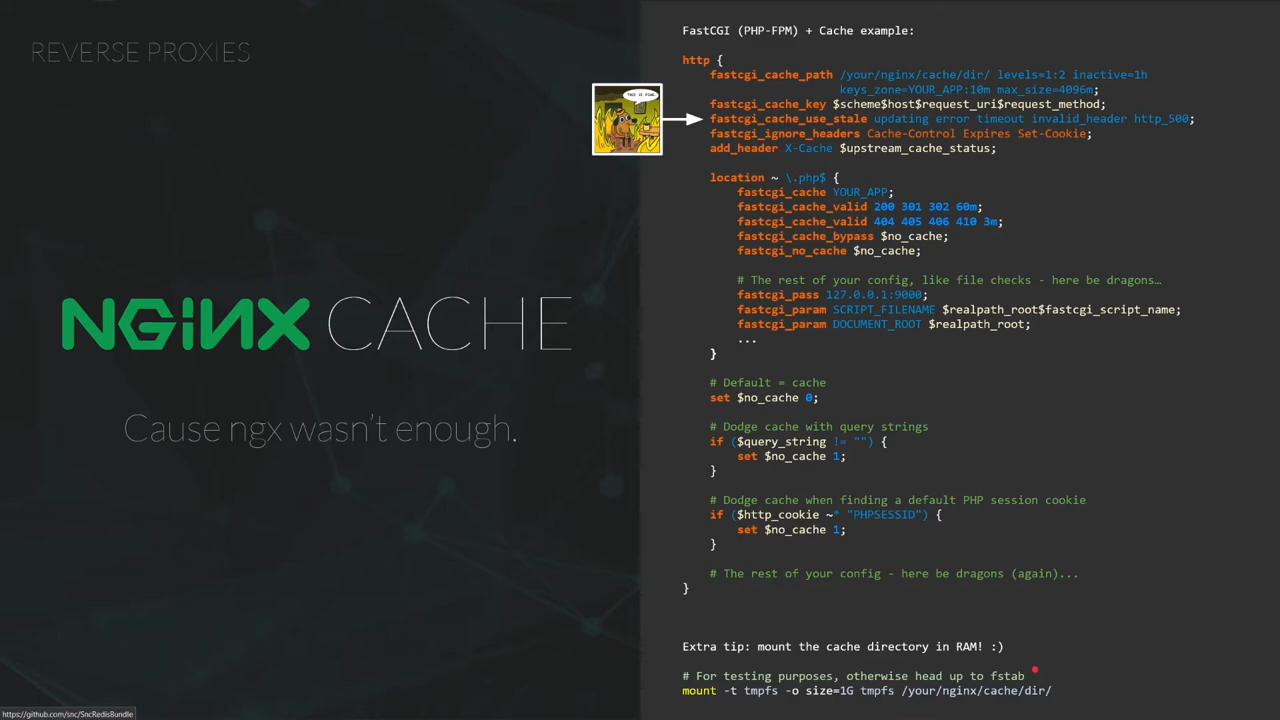 REVERSE PROXIES
NGINX CACHE
Cause ngx wasn't enough.
THIS IS FINE.
FastCGI (PHP-FPM) + Cache example:
http {
fastcgi_cache_path /your/nginx/cache/dir/ levels=1:2 inactive=1h
keys_zone=YOUR_APP:10m max_size=4096m;
fastcgi_cache_key $scheme$host$request_uri$request_method;
fastcgi_cache_use_stale updating error timeout invalid_header http_500;
fastcgi_ignore_headers Cache-Control Expires Set-Cookie;
add_header X-Cache $upstream_cache_status;
location ~ \.php$ {
fastcgi_cache YOUR_APP;
fastcgi_cache_valid 200 301 302 60m;
fastcgi_cache_valid 404 405 406 410 3m;
fastcgi_cache_bypass $no_cache;
fastcgi_no_cache $no_cache;
# The rest of your config, like file checks - here be dragons…
fastcgi_pass 127.0.0.1:9000;
fastcgi_param SCRIPT_FILENAME $realpath_root$fastcgi_script_name;
fastcgi_param DOCUMENT_ROOT $realpath_root;
...
}
# Default = cache
set $no_cache 0;
# Dodge cache with query strings
if ($query_string != "") {
set $no_cache 1;
}
# Dodge cache when finding a default PHP session cookie
if ($http_cookie ~* "PHPSESSID") {
set $no_cache 1;
}
# The rest of your config - here be dragons (again)...
}
Extra tip: mount the cache directory in RAM! :)
# For testing purposes, otherwise head up to fstab
mount -t tmpfs -o size=1G tmpfs /your/nginx/cache/dir/
https://github.com/snc/SncRedisBundle